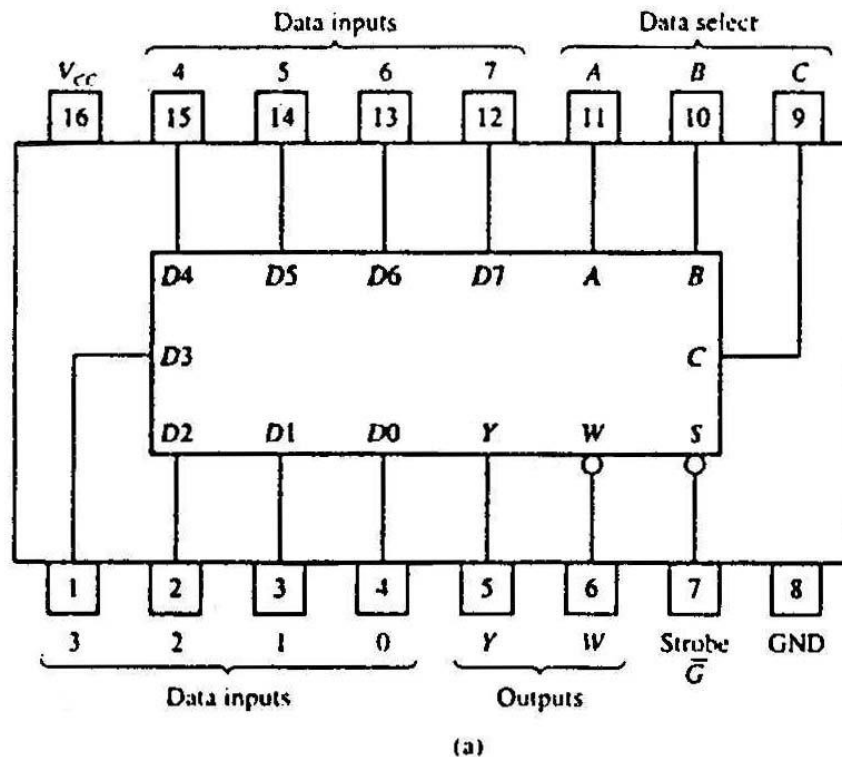 Data inputs Data select
VCC 4 5 6 7 A B C
16 15 14 13 12 11 10 9
D4 D5 D6 D7 A B
D3 C
D2 D1 D0 Y W S
1 2 3 4 5 6 7 8
3 2 1 0 Y W Strobe GND
G̅
Data inputs Outputs
(a)